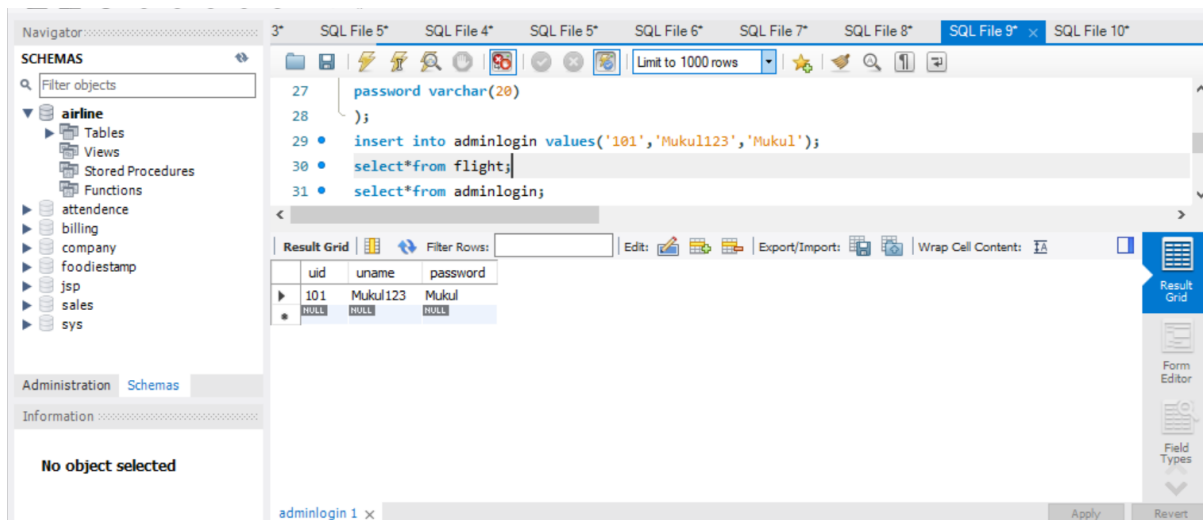 Navigator
SCHEMAS
Filter objects
airline
Tables
Views
Stored Procedures
Functions
attendence
billing
company
foodiestamp
jsp
sales
sys
Administration Schemas
Information
No object selected
3* SQL File 5* SQL File 4* SQL File 5* SQL File 6* SQL File 7* SQL File 8* SQL File 9* × SQL File 10*
Limit to 1000 rows
27 password varchar(20)
28 );
29 insert into adminlogin values('101','Mukul123','Mukul');
30 select*from flight;
31 select*from adminlogin;
Result Grid Filter Rows: Edit: Export/Import: Wrap Cell Content: IA
uid uname password
101 Mukul123 Mukul
NULL NULL NULL
Result
Grid
Form
Editor
Field
Types
adminlogin 1 × Apply Revert